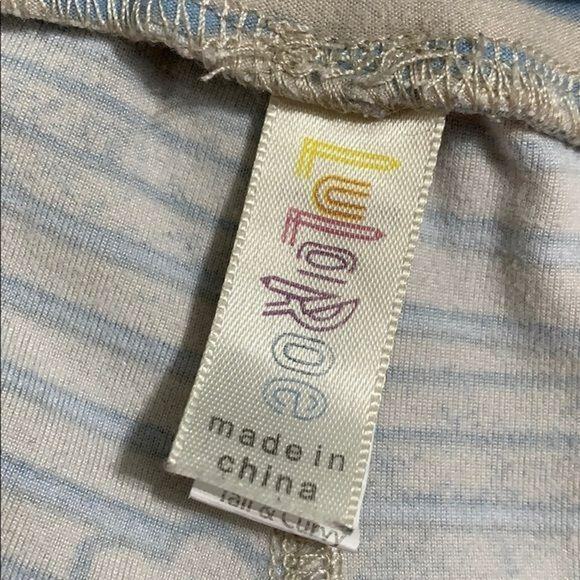 LuLaRoe
made in
china
Tall & Curvy